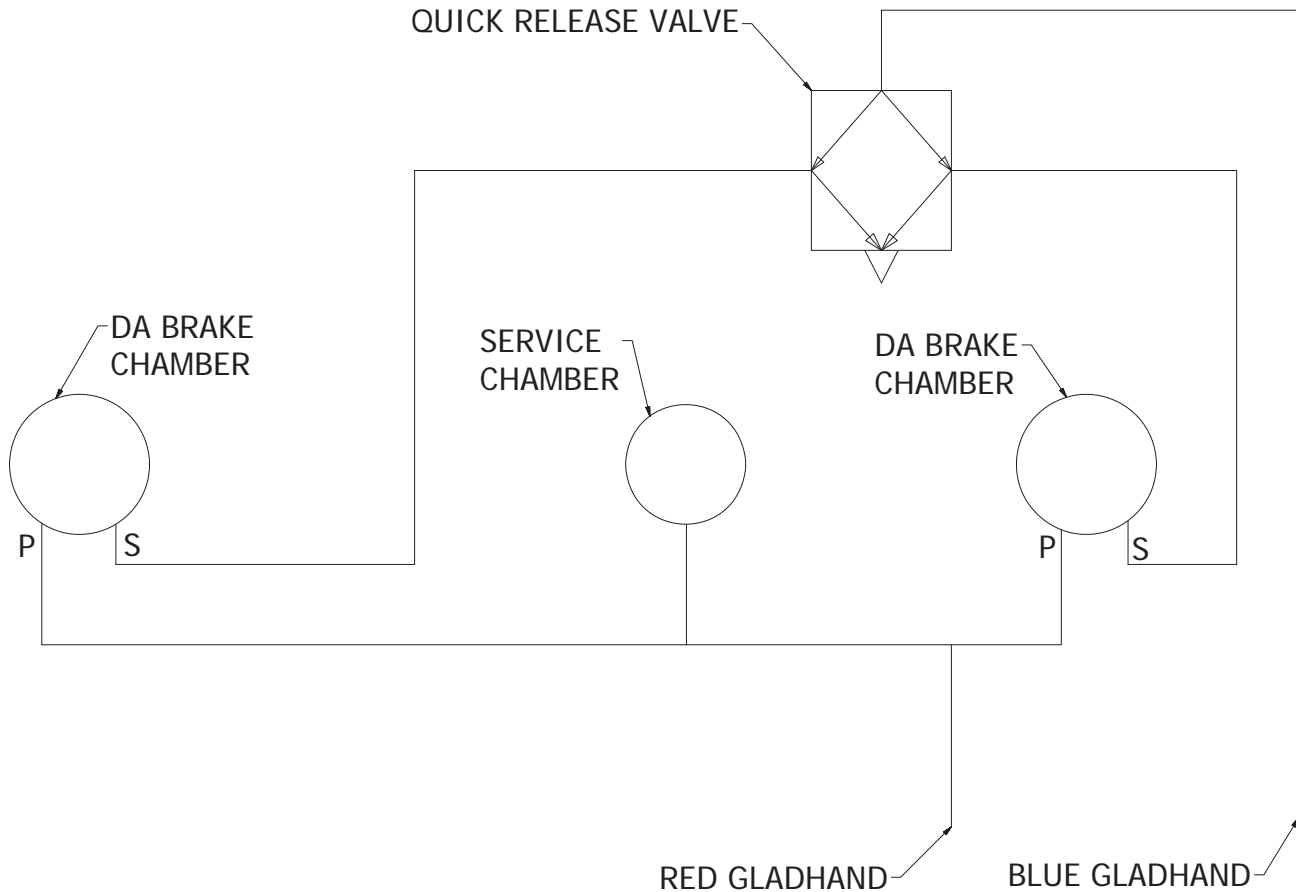 QUICK RELEASE VALVE
DA BRAKE
CHAMBER
SERVICE
CHAMBER
DA BRAKE
CHAMBER
P
S
P
S
RED GLADHAND
BLUE GLADHAND